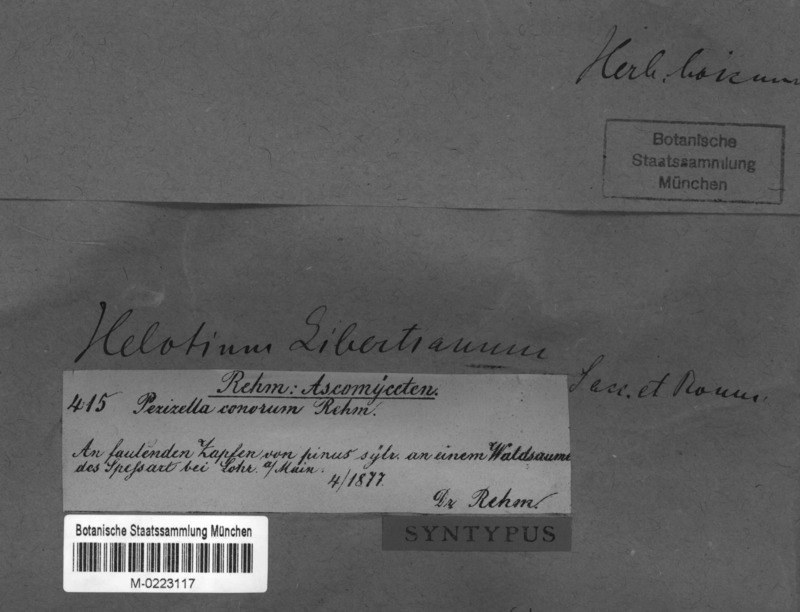 Herb. boicum
Botanische
Staatssammlung
München
Helotium Libertianum
Sacc. et Roum.
Rehm: Ascomyceten.
415 Pezizella conorum Rehm.
An faulenden Zapfen von pinus sylv. an einem Waldsaume
des Speſsart bei Lohr a/Main.
4/1877.
Dr Rehm.
SYNTYPUS
Botanische Staatssammlung München
M-0223117